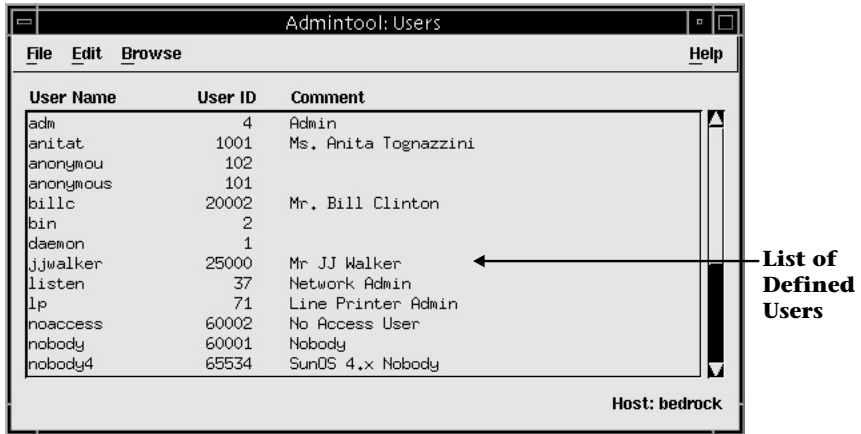 Admintool: Users
File Edit Browse Help
User Name User ID Comment
adm 4 Admin
anitat 1001 Ms. Anita Tognazzini
anonymou 102
anonymous 101
billc 20002 Mr. Bill Clinton
bin 2
daemon 1
jjwalker 25000 Mr JJ Walker
listen 37 Network Admin
lp 71 Line Printer Admin
noaccess 60002 No Access User
nobody 60001 Nobody
nobody4 65534 SunOS 4.x Nobody
Host: bedrock
List of
Defined
Users